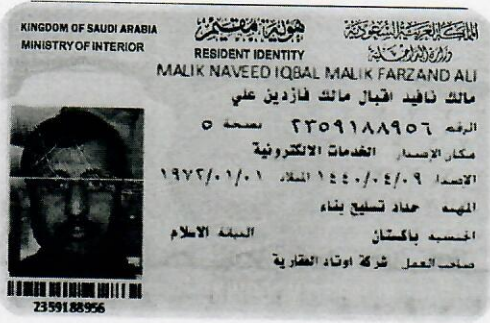 KINGDOM OF SAUDI ARABIA
MINISTRY OF INTERIOR
هوية مقيم
RESIDENT IDENTITY
المملكة العربية السعودية
وزارة الداخلية
MALIK NAVEED IQBAL MALIK FARZAND ALI
مالك نافيد اقبال مالك فازدين علي
الرقم ٢٣٥٩١٨٨٩٥٦ نسخة ٥
مكان الإصدار الخدمات الالكترونية
الإصدار ١٤٤٠/٠٤/٠٩ الميلاد ١٩٧٢/٠١/٠١
المهنة حداد تسليح بناء
الجنسية باكستان الديانة الاسلام
صاحب العمل شركة اوتاد العقارية
2359188956